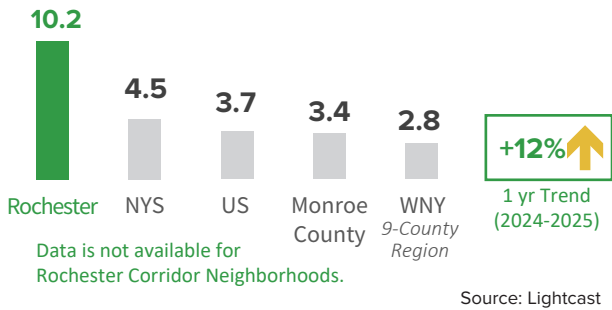 10.2
4.5
3.7
3.4
2.8
+12%
Rochester
NYS
US
Monroe
County
WNY
9-County
Region
1 yr Trend
(2024-2025)
Data is not available for
Rochester Corridor Neighborhoods.
Source: Lightcast